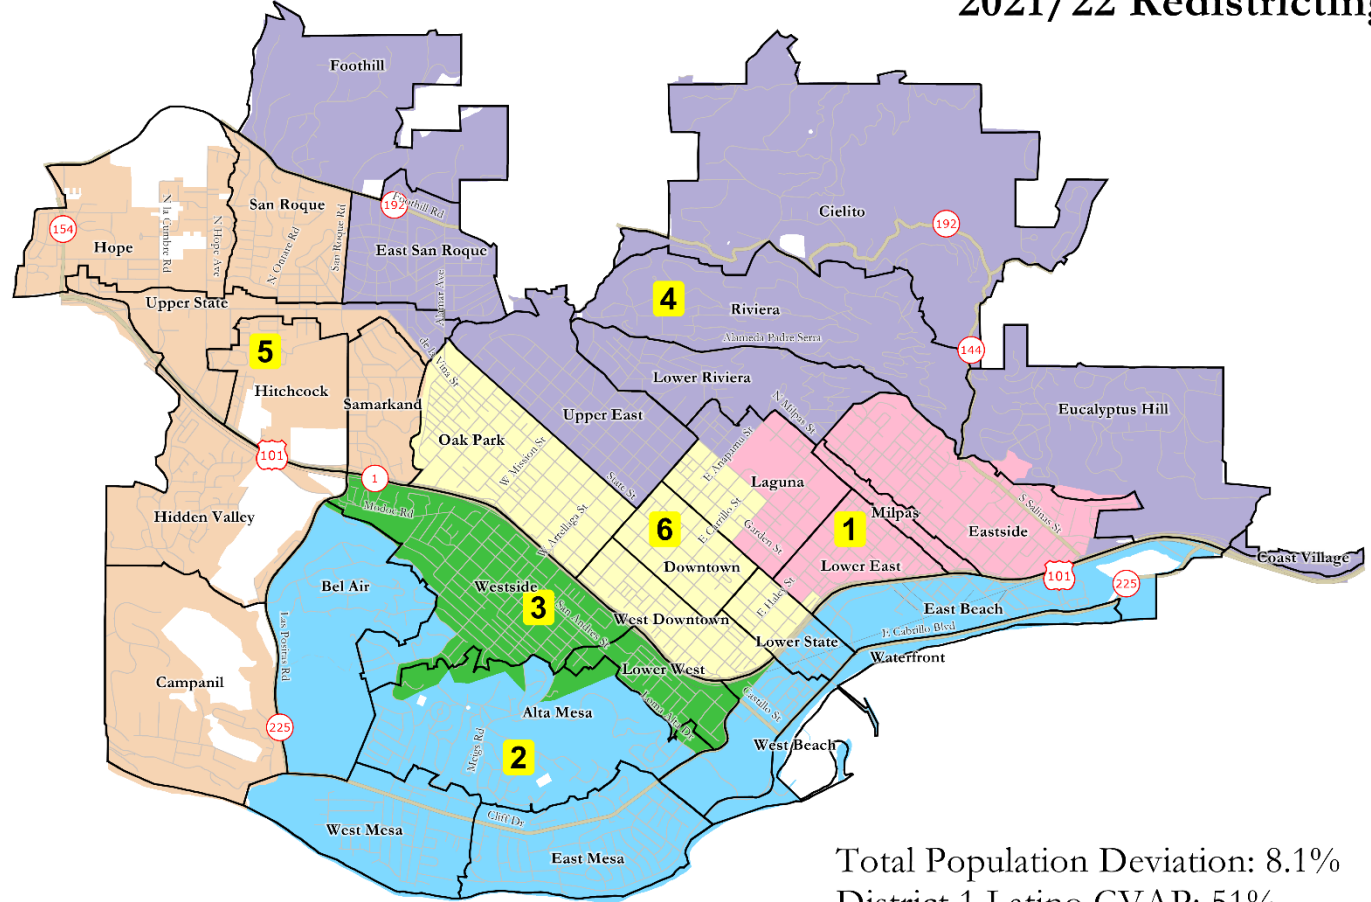 2021/22 Redistricting
Foothill
San Roque
192
Foothill Rd
154
N la Cumbre Rd
N Hope Ave
N Ontare Rd
San Roque Rd
Hope
East San Roque
Cielito
192
Upper State
Alamar Ave
4
Riviera
Alameda Padre Serra
144
5
de la Vina St
Hitchcock
Lower Riviera
Samarkand
Upper East
N Milpas St
Eucalyptus Hill
Oak Park
W Mission St
E Anapamu St
101
1
State St
Laguna
S Salinas St
Modoc Rd
Hidden Valley
W Arrellaga St
E Carrillo St
Garden St
6
1
Milpas
Eastside
Downtown
Lower East
Coast Village
Bel Air
Westside
3
San Andres St
E Haley St
101
225
East Beach
Las Positas Rd
West Downtown
E Cabrillo Blvd
Lower State
Waterfront
Campanil
Lower West
Loma Alta Dr
Castillo St
225
Alta Mesa
Meigs Rd
West Beach
2
Cliff Dr
West Mesa
East Mesa
Total Population Deviation: 8.1%
District 1 Latino CVAP: 51%